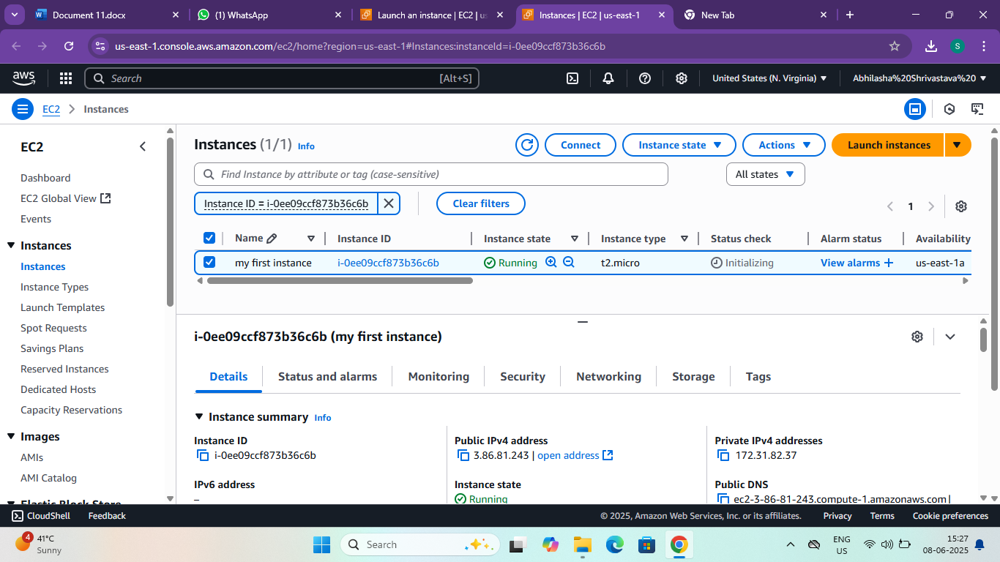 Document 11.docx
(1) WhatsApp
Launch an instance | EC2 | us
Instances | EC2 | us-east-1
New Tab
us-east-1.console.aws.amazon.com/ec2/home?region=us-east-1#Instances:instanceId=i-0ee09ccf873b36c6b
S
aws
Search
[Alt+S]
United States (N. Virginia)
Abhilasha%20Shrivastava%20
EC2
Instances
EC2
Dashboard
EC2 Global View
Events
Instances
Instances
Instance Types
Launch Templates
Spot Requests
Savings Plans
Reserved Instances
Dedicated Hosts
Capacity Reservations
Images
AMIs
AMI Catalog
Elastic Block Store
Instances (1/1) Info
Connect
Instance state
Actions
Launch instances
Find Instance by attribute or tag (case-sensitive)
All states
Instance ID = i-0ee09ccf873b36c6b
Clear filters
1
Name Instance ID Instance state Instance type Status check Alarm status Availability
my first instance i-0ee09ccf873b36c6b Running t2.micro Initializing View alarms + us-east-1a
i-0ee09ccf873b36c6b (my first instance)
Details Status and alarms Monitoring Security Networking Storage Tags
Instance summary Info
Instance ID
i-0ee09ccf873b36c6b
Public IPv4 address
3.86.81.243 | open address
Private IPv4 addresses
172.31.82.37
IPv6 address
–
Instance state
Running
Public DNS
ec2-3-86-81-243.compute-1.amazonaws.com |
CloudShell Feedback
© 2025, Amazon Web Services, Inc. or its affiliates. Privacy Terms Cookie preferences
4
41°C
Sunny
Search
ENG
US
15:27
08-06-2025